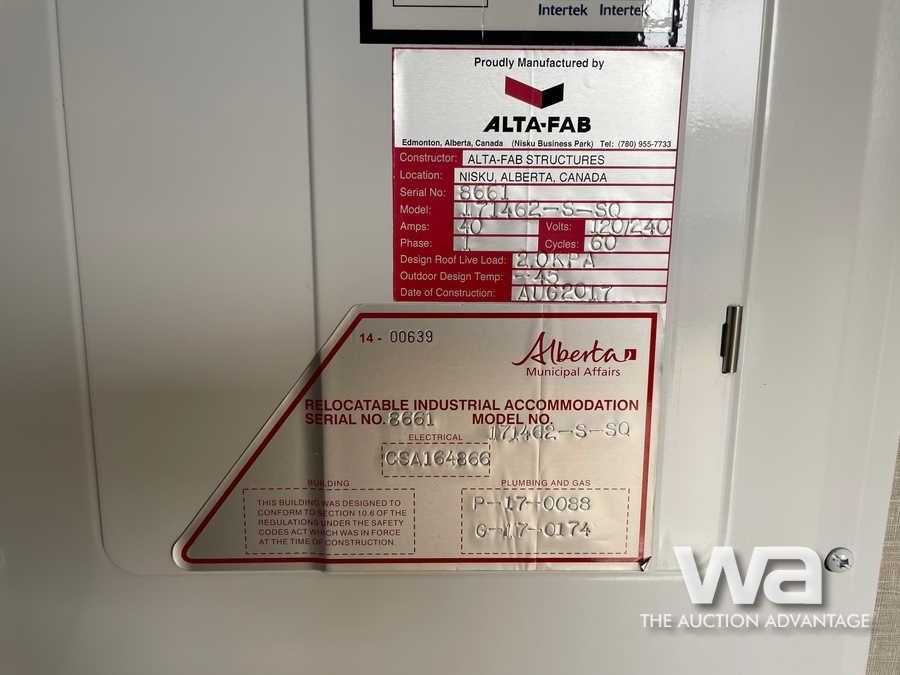 Intertek Intertek
Proudly Manufactured by
ALTA-FAB
Edmonton, Alberta, Canada (Nisku Business Park) Tel: (780) 955-7733
Constructor: ALTA-FAB STRUCTURES
Location: NISKU, ALBERTA, CANADA
Serial No: 8661
Model: 171462-S-SQ
Amps: 40 Volts: 120/240
Phase: 1 Cycles: 60
Design Roof Live Load: 2.0KPA
Outdoor Design Temp: -45
Date of Construction: AUG2017
14 - 00639
Alberta
Municipal Affairs
RELOCATABLE INDUSTRIAL ACCOMMODATION
SERIAL NO. 8661 MODEL NO. 171462-S-SQ
ELECTRICAL
CSA164866
BUILDING
THIS BUILDING WAS DESIGNED TO
CONFORM TO SECTION 10.6 OF THE
REGULATIONS UNDER THE SAFETY
CODES ACT WHICH WAS IN FORCE
AT THE TIME OF CONSTRUCTION.
PLUMBING AND GAS
P-17-0088
G-17-0174
wa
THE AUCTION ADVANTAGE